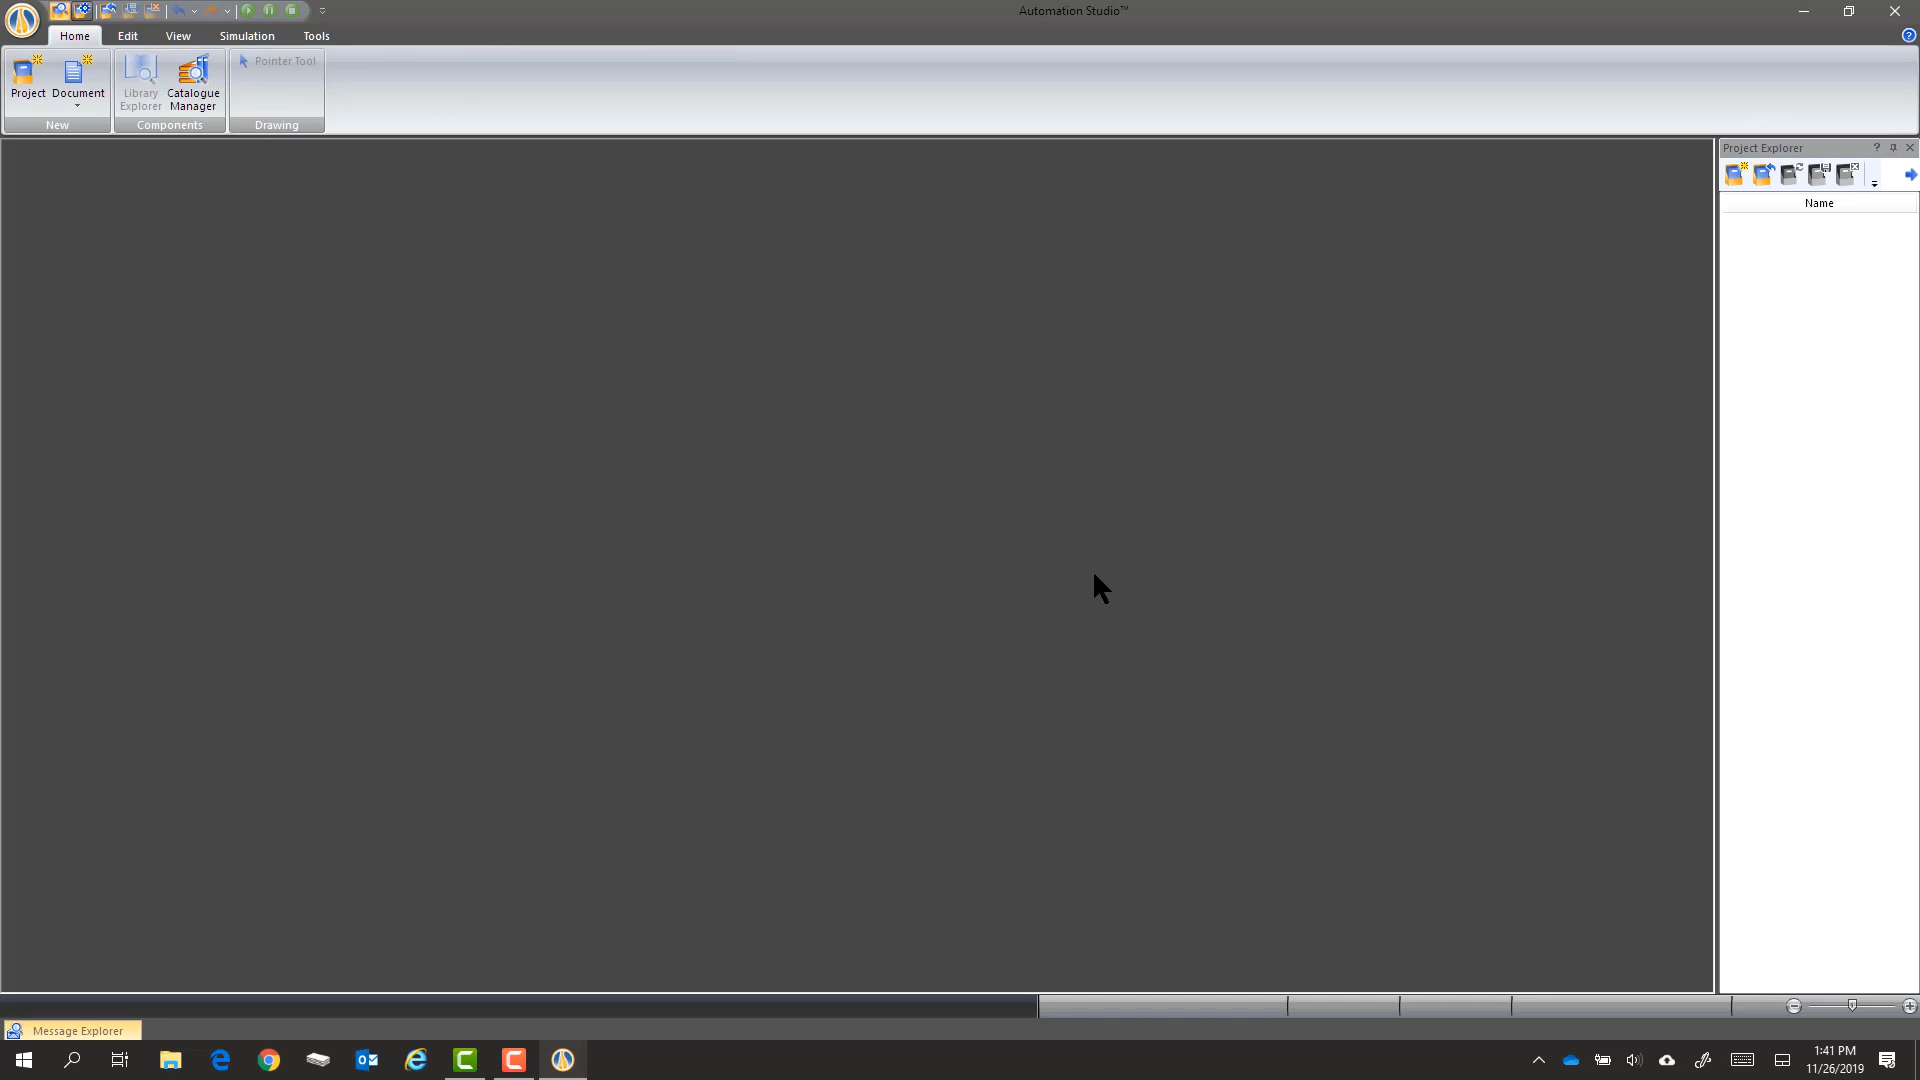 Automation Studio™
Home Edit View Simulation Tools
Project Document Library Explorer Catalogue Manager Pointer Tool
New Components Drawing
Project Explorer
Name
Message Explorer
1:41 PM
11/26/2019